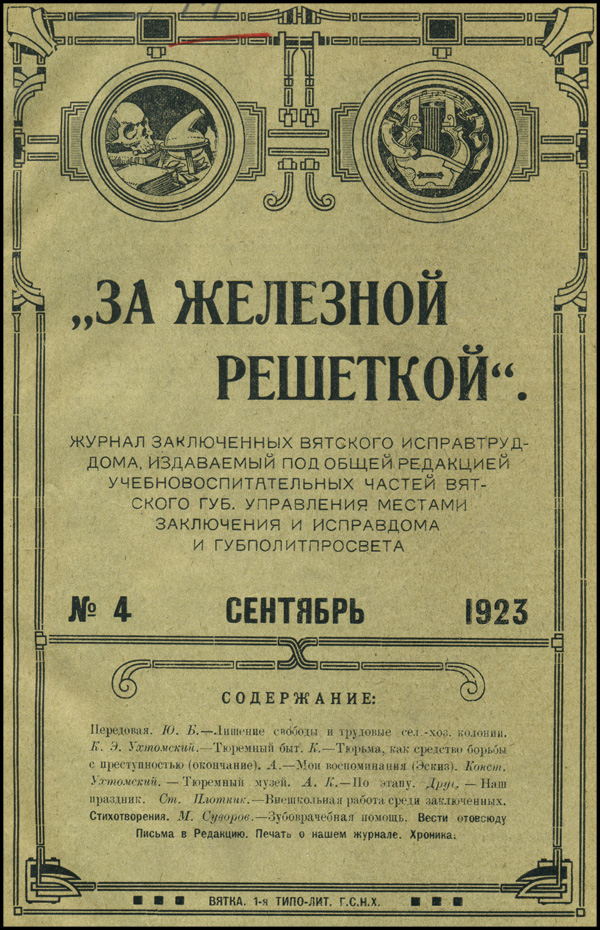 „ЗА ЖЕЛЕЗНОЙ
РЕШЕТКОЙ“.
ЖУРНАЛ ЗАКЛЮЧЕННЫХ ВЯТСКОГО ИСПРАВТРУД-
ДОМА, ИЗДАВАЕМЫЙ ПОД ОБЩЕЙ РЕДАКЦИЕЙ
УЧЕБНОВОСПИТАТЕЛЬНЫХ ЧАСТЕЙ ВЯТ-
СКОГО ГУБ. УПРАВЛЕНИЯ МЕСТАМИ
ЗАКЛЮЧЕНИЯ И ИСПРАВДОМА
И ГУБПОЛИТПРОСВЕТА
№ 4 СЕНТЯБРЬ 1923
СОДЕРЖАНИЕ:
Передовая. Ю. Б.—Лишение свободы и трудовые сел.-хоз. колонии.
К. Э. Ухтомский.—Тюремный быт. К.—Тюрьма, как средство борьбы
с преступностью (окончание). А.—Мои воспоминания (Эскиз). Конст.
Ухтомский. — Тюремный музей. А. К.—По этапу. Друг. — Наш
праздник. Ст. Плотник.—Внешкольная работа среди заключенных.
Стихотворения. М. Суворов.—Зубоврачебная помощь. Вести отовсюду
Письма в Редакцию. Печать о нашем журнале. Хроника.
ВЯТКА. 1-я ТИПО-ЛИТ. Г.С.Н.Х.